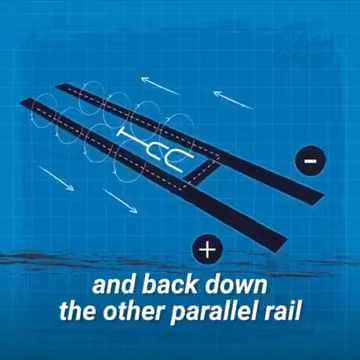 -
+
and back down
the other parallel rail